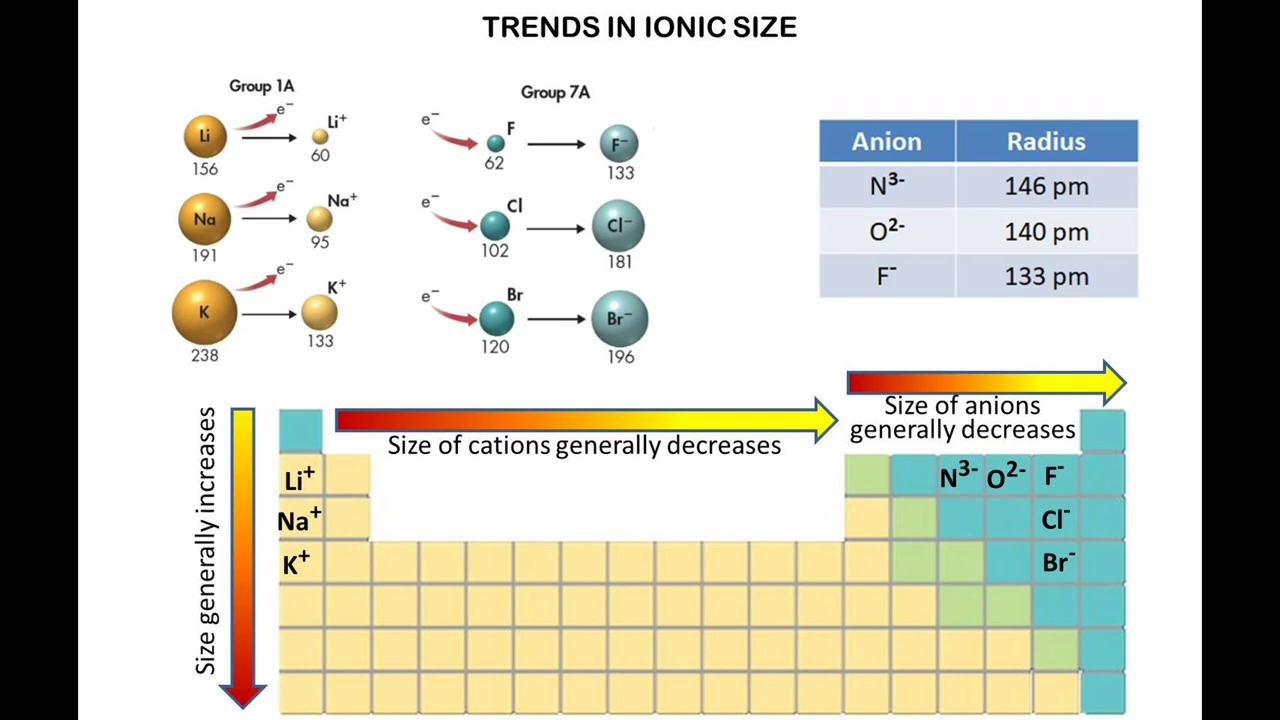 TRENDS IN IONIC SIZE
Group 1A
Li
156
e⁻
Li⁺
60
Na
191
e⁻
Na⁺
95
K
238
e⁻
K⁺
133
Group 7A
e⁻
F
62
F⁻
133
e⁻
Cl
102
Cl⁻
181
e⁻
Br
120
Br⁻
196
Anion Radius
N³⁻ 146 pm
O²⁻ 140 pm
F⁻ 133 pm
Size generally increases
Size of cations generally decreases
Size of anions
generally decreases
Li⁺ N³⁻ O²⁻ F⁻
Na⁺ Cl⁻
K⁺ Br⁻